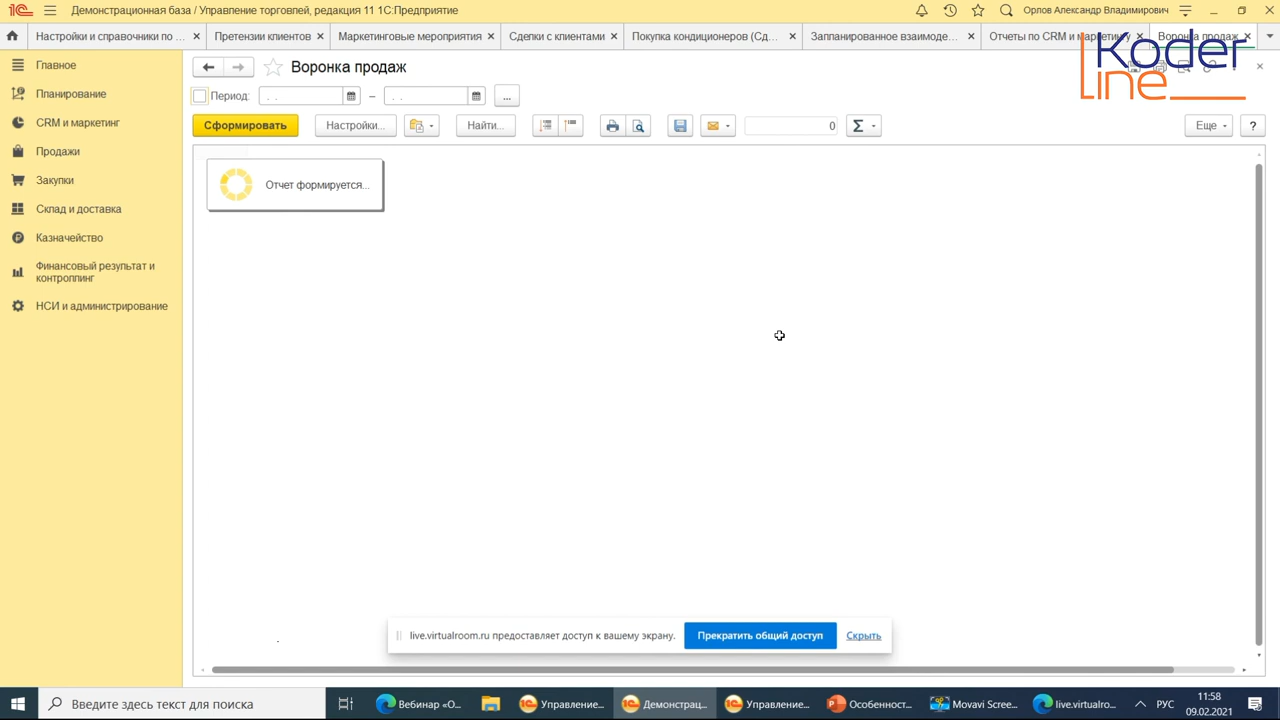 Демонстрационная база / Управление торговлей, редакция 11 1С:Предприятие
Орлов Александр Владимирович
Настройки и справочники по ...
Претензии клиентов
Маркетинговые мероприятия
Сделки с клиентами
Покупка кондиционеров (Сд...
Запланированное взаимоде...
Отчеты по CRM и маркетингу
Воронка продаж
Koder
line
Главное
Планирование
CRM и маркетинг
Продажи
Закупки
Склад и доставка
Казначейство
Финансовый результат и
контроллинг
НСИ и администрирование
Воронка продаж
Период: . . – . . ...
Сформировать
Настройки...
Найти...
0
Σ
Еще
?
Отчет формируется...
live.virtualroom.ru предоставляет доступ к вашему экрану.
Прекратить общий доступ
Скрыть
Введите здесь текст для поиска
Вебинар «О...
Управление...
Демонстрац...
Управление...
Особенност...
Movavi Scree...
live.virtualro...
РУС
11:58
09.02.2021